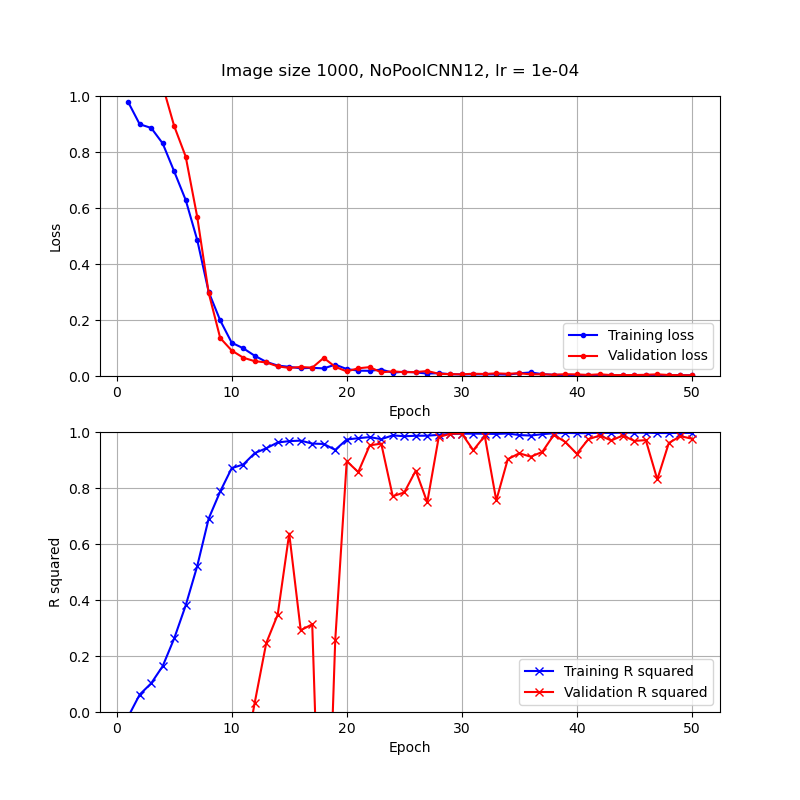 Image size 1000, NoPoolCNN12, lr = 1e-04
1.0
0.8
0.6
0.4
0.2
0.0
Loss
Training loss
Validation loss
0 10 20 30 40 50
Epoch
1.0
0.8
0.6
0.4
0.2
0.0
R squared
Training R squared
Validation R squared
0 10 20 30 40 50
Epoch